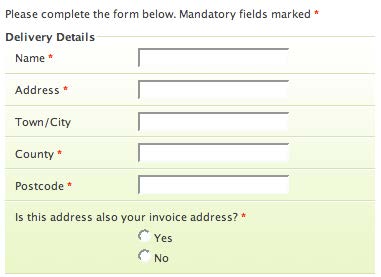 Please complete the form below. Mandatory fields marked *
Delivery Details
Name *
Address *
Town/City
County *
Postcode *
Is this address also your invoice address? *
Yes
No